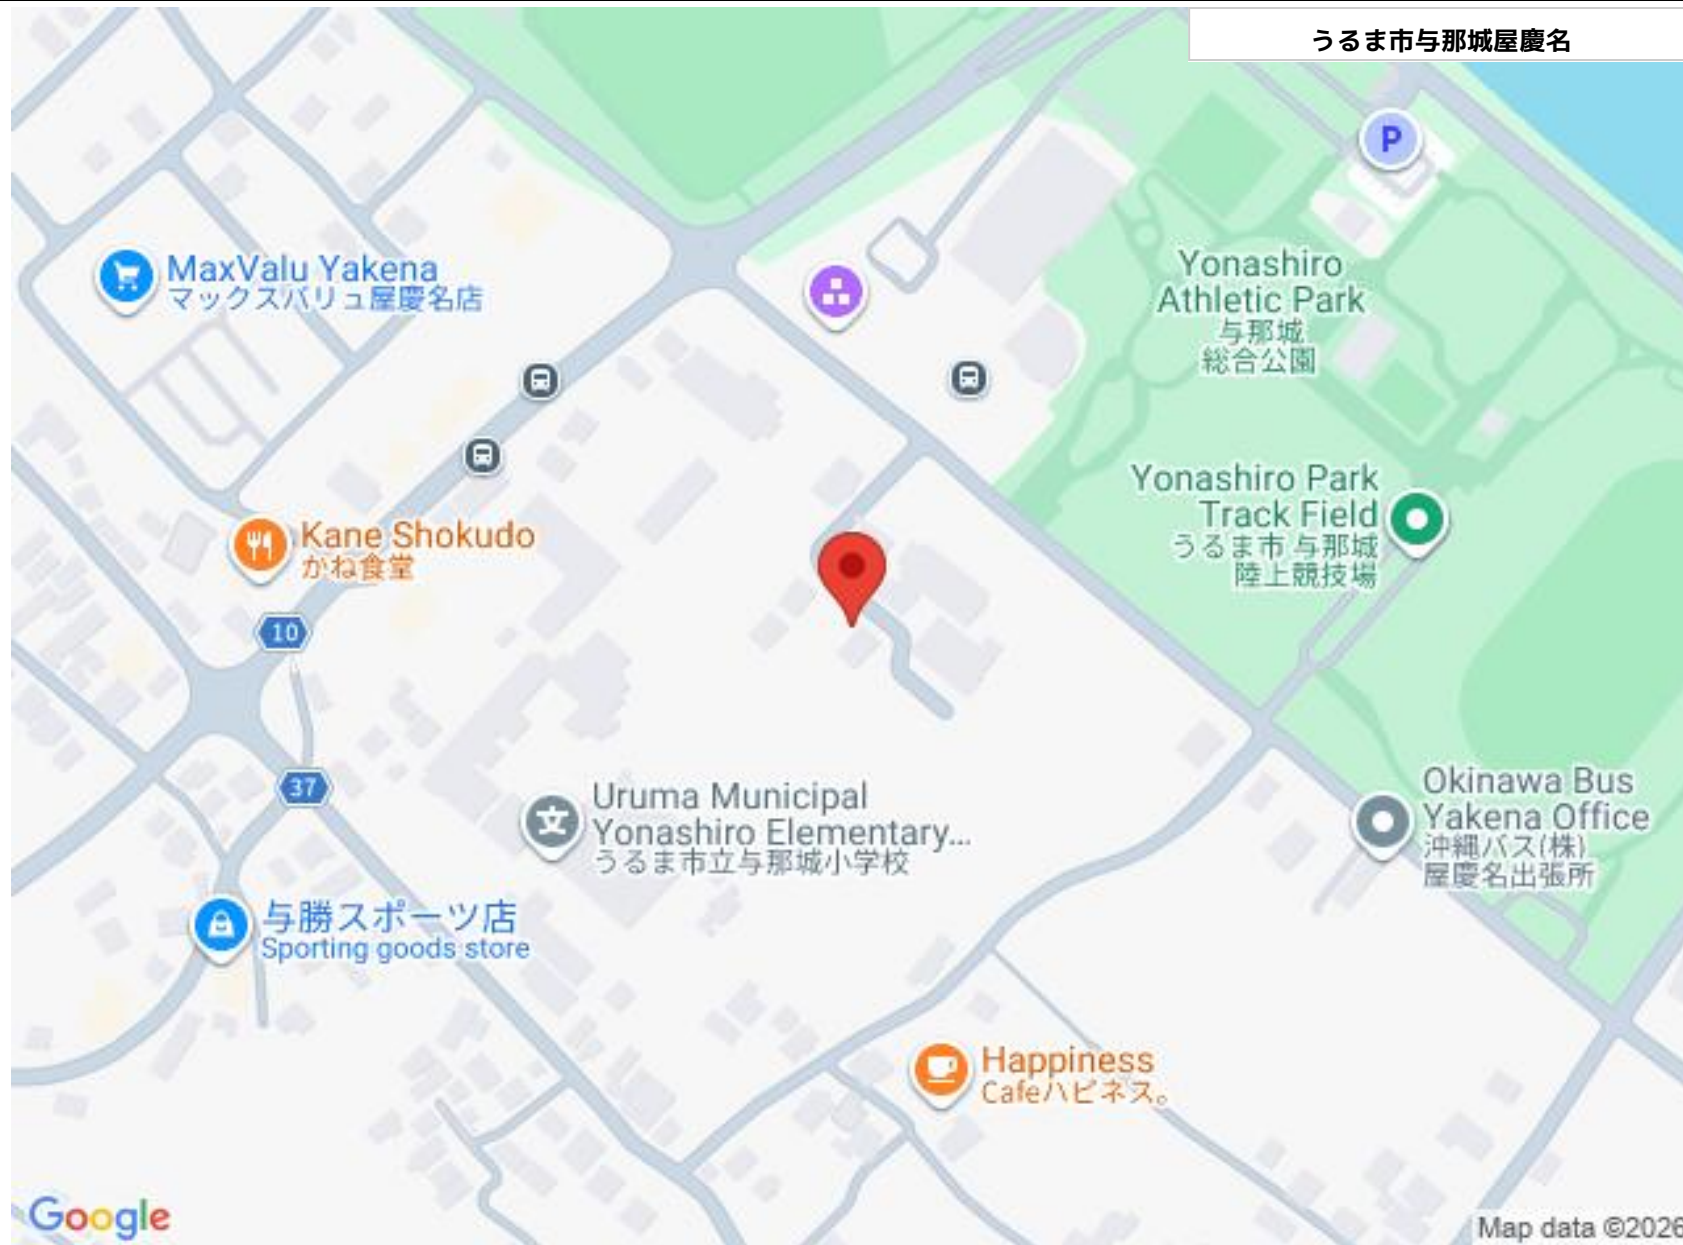 うるま市与那城屋慶名
P
MaxValu Yakena
マックスバリュ屋慶名店
Yonashiro
Athletic Park
与那城
総合公園
Yonashiro Park
Track Field
うるま市 与那城
陸上競技場
Kane Shokudo
かね食堂
10
37
Uruma Municipal
Yonashiro Elementary...
うるま市立与那城小学校
文
Okinawa Bus
Yakena Office
沖縄バス(株)
屋慶名出張所
与勝スポーツ店
Sporting goods store
Happiness
Cafeハピネス。
Google
Map data ©2026